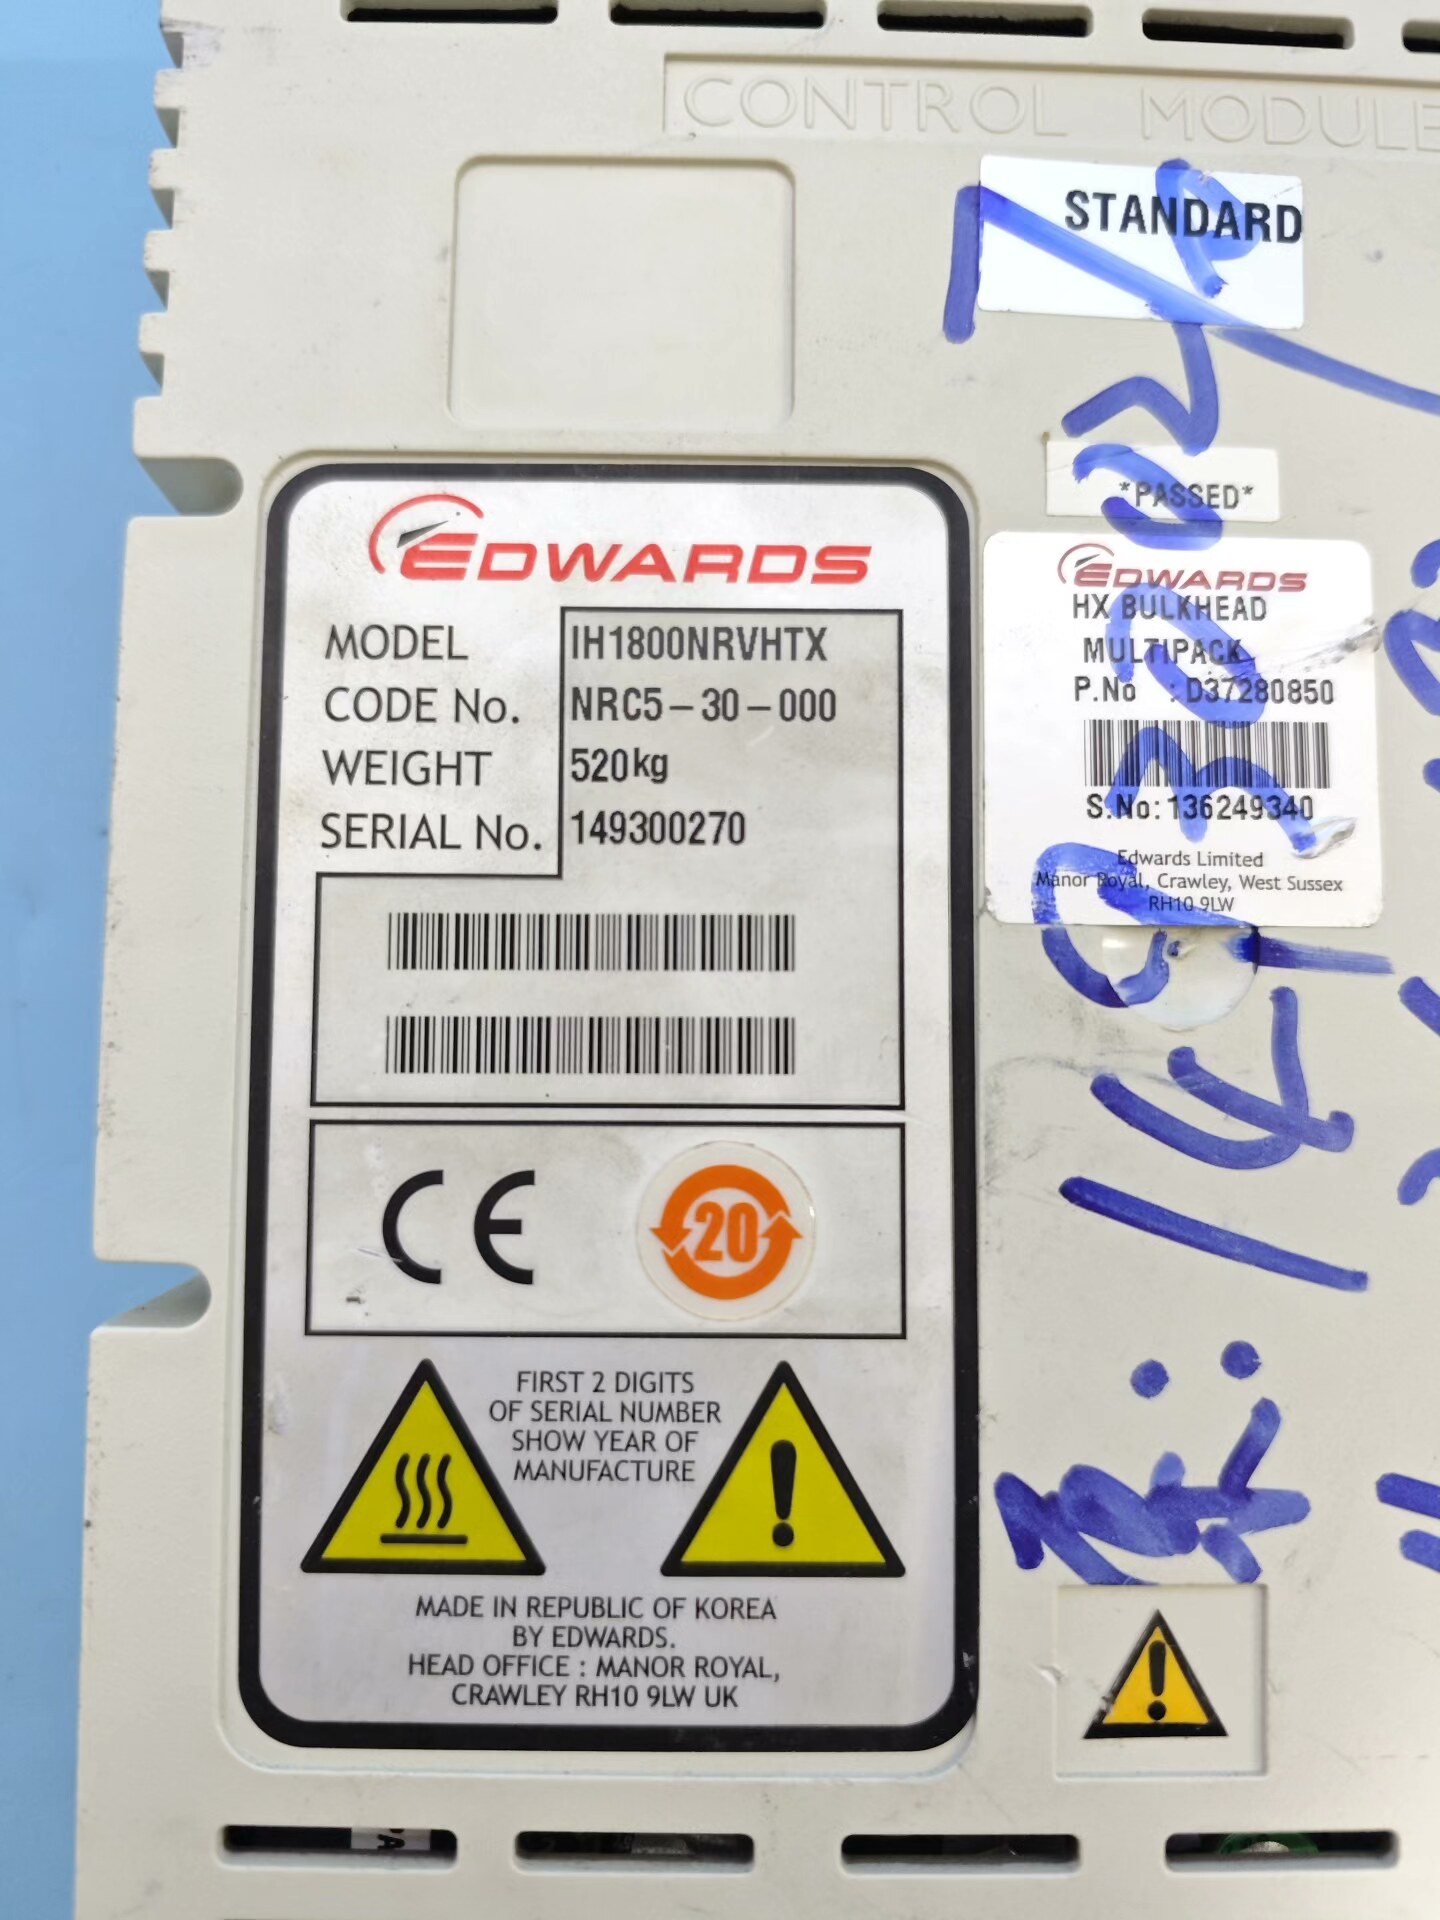 CONTROL MODULE
STANDARD
*PASSED*
EDWARDS
MODEL IH1800NRVHTX
CODE No. NRC5-30-000
WEIGHT 520kg
SERIAL No. 149300270
EDWARDS
HX BULKHEAD
MULTIPACK
P.No : D37280850
S.No: 136249340
Edwards Limited
Manor Royal, Crawley, West Sussex
RH10 9LW
CE
20
FIRST 2 DIGITS
OF SERIAL NUMBER
SHOW YEAR OF
MANUFACTURE
MADE IN REPUBLIC OF KOREA
BY EDWARDS.
HEAD OFFICE : MANOR ROYAL,
CRAWLEY RH10 9LW UK